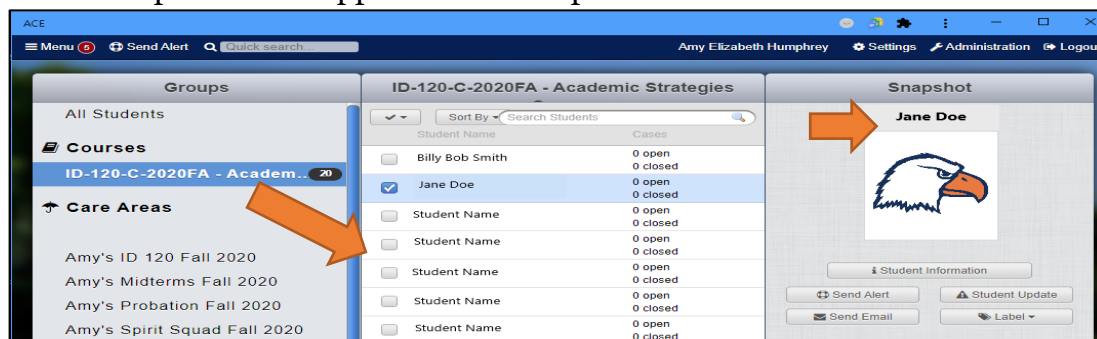 ACE
Menu 5 Send Alert Quick search... Amy Elizabeth Humphrey Settings Administration Logou
Groups
All Students
Courses
ID-120-C-2020FA - Academ.. 20
Care Areas
Amy's ID 120 Fall 2020
Amy's Midterms Fall 2020
Amy's Probation Fall 2020
Amy's Spirit Squad Fall 2020
ID-120-C-2020FA - Academic Strategies
Sort By Search Students
Student Name Cases
Billy Bob Smith 0 open
0 closed
Jane Doe 0 open
0 closed
Student Name 0 open
0 closed
Student Name 0 open
0 closed
Student Name 0 open
0 closed
Student Name 0 open
0 closed
Student Name 0 open
0 closed
Snapshot
Jane Doe
Student Information
Send Alert Student Update
Send Email Label